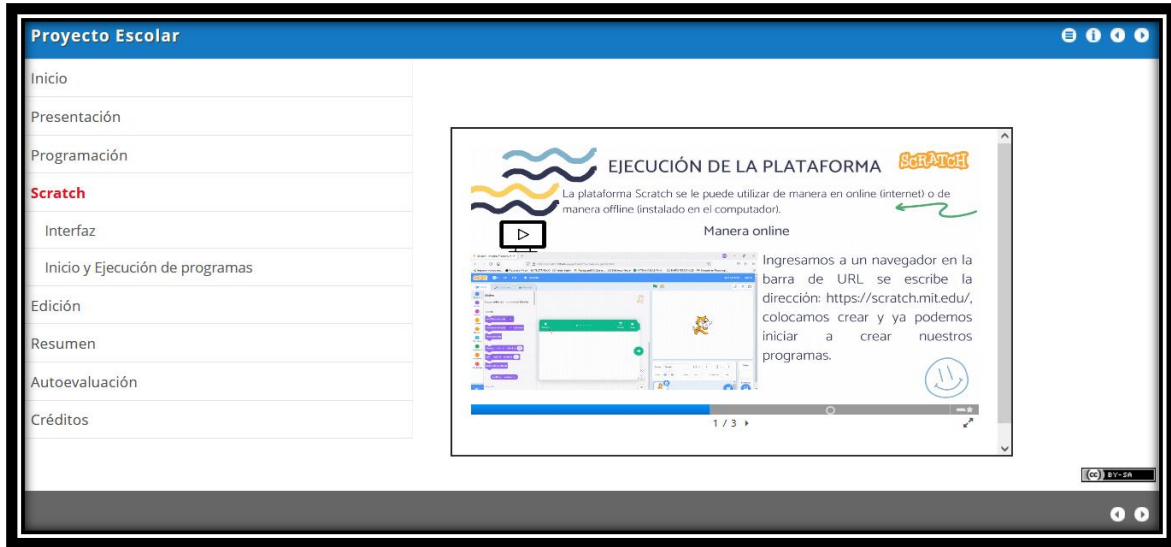 Proyecto Escolar
Inicio
Presentación
Programación
Scratch
Interfaz
Inicio y Ejecución de programas
Edición
Resumen
Autoevaluación
Créditos
EJECUCIÓN DE LA PLATAFORMA
SCRATCH
La plataforma Scratch se le puede utilizar de manera en online (internet) o de
manera offline (instalado en el computador).
Manera online
Ingresamos a un navegador en la
barra de URL se escribe la
dirección: https://scratch.mit.edu/,
colocamos crear y ya podemos
iniciar a crear nuestros
programas.
1 / 3
(cc) BY-SA